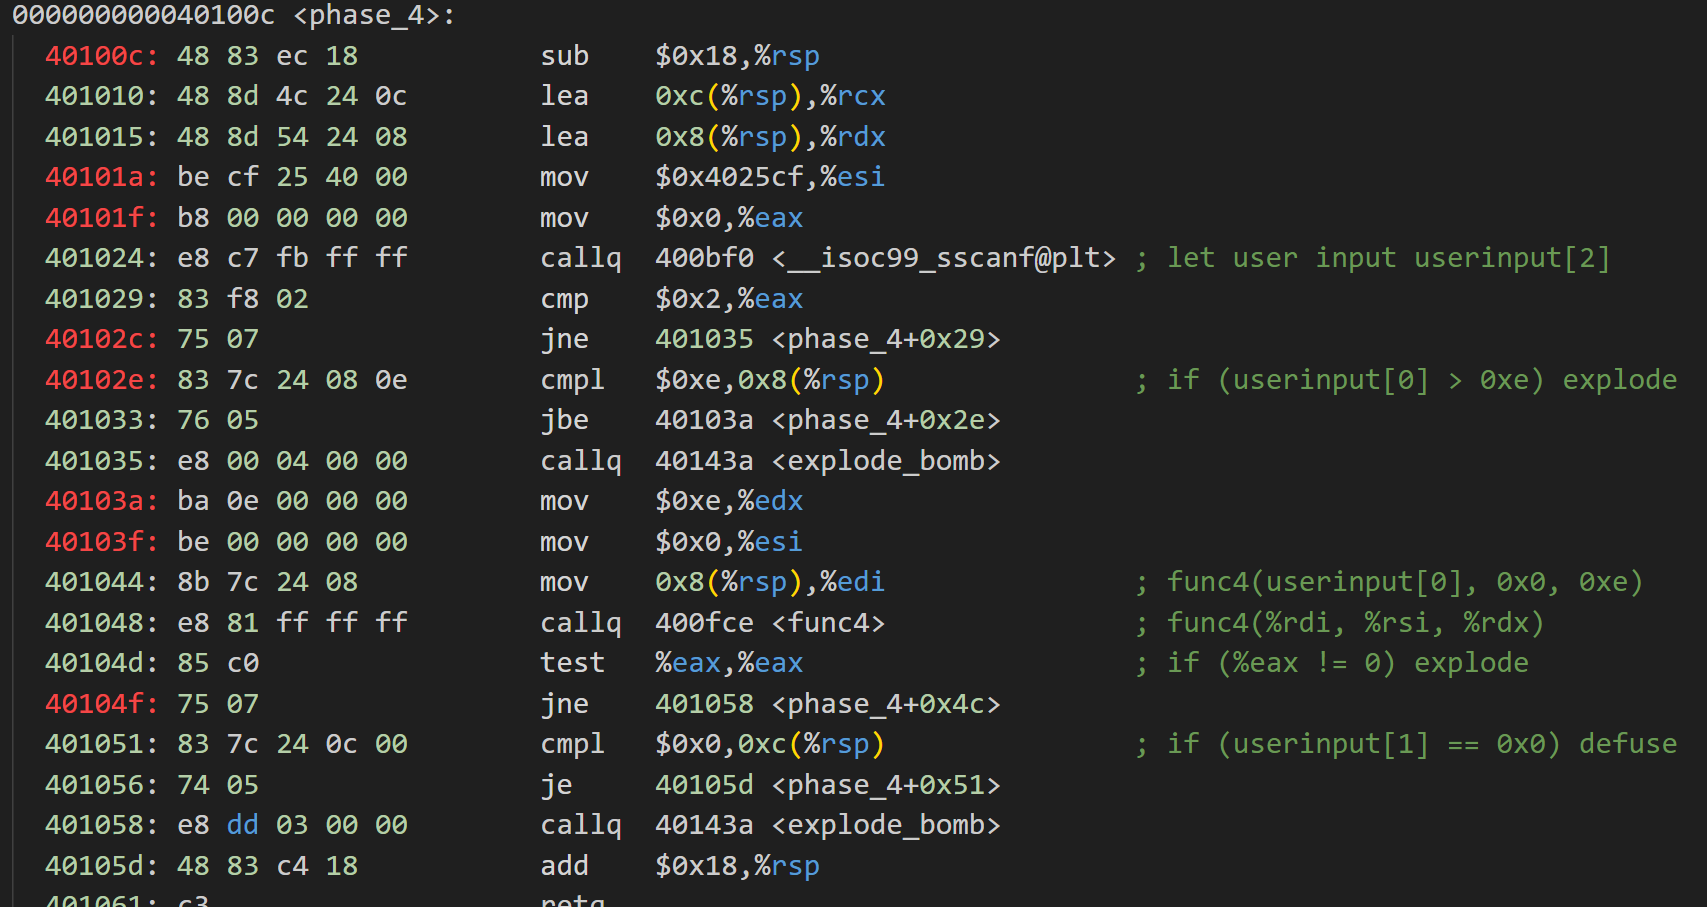 000000000040100c <phase_4>:
40100c: 48 83 ec 18 sub $0x18,%rsp
401010: 48 8d 4c 24 0c lea 0xc(%rsp),%rcx
401015: 48 8d 54 24 08 lea 0x8(%rsp),%rdx
40101a: be cf 25 40 00 mov $0x4025cf,%esi
40101f: b8 00 00 00 00 mov $0x0,%eax
401024: e8 c7 fb ff ff callq 400bf0 <__isoc99_sscanf@plt> ; let user input userinput[2]
401029: 83 f8 02 cmp $0x2,%eax
40102c: 75 07 jne 401035 <phase_4+0x29>
40102e: 83 7c 24 08 0e cmpl $0xe,0x8(%rsp) ; if (userinput[0] > 0xe) explode
401033: 76 05 jbe 40103a <phase_4+0x2e>
401035: e8 00 04 00 00 callq 40143a <explode_bomb>
40103a: ba 0e 00 00 00 mov $0xe,%edx
40103f: be 00 00 00 00 mov $0x0,%esi
401044: 8b 7c 24 08 mov 0x8(%rsp),%edi ; func4(userinput[0], 0x0, 0xe)
401048: e8 81 ff ff ff callq 400fce <func4> ; func4(%rdi, %rsi, %rdx)
40104d: 85 c0 test %eax,%eax ; if (%eax != 0) explode
40104f: 75 07 jne 401058 <phase_4+0x4c>
401051: 83 7c 24 0c 00 cmpl $0x0,0xc(%rsp) ; if (userinput[1] == 0x0) defuse
401056: 74 05 je 40105d <phase_4+0x51>
401058: e8 dd 03 00 00 callq 40143a <explode_bomb>
40105d: 48 83 c4 18 add $0x18,%rsp
401061: c3 retq